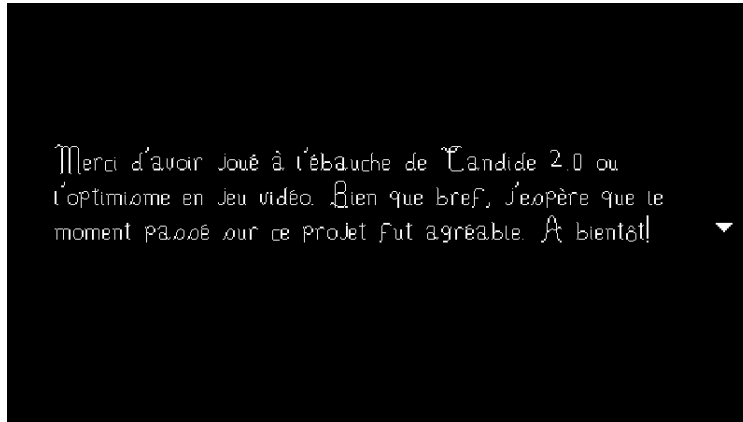 Merci d'avoir joué à l'ébauche de Candide 2.0 ou
l'optimisme en jeu vidéo. Bien que bref, j'espère que le
moment passé sur ce projet fut agréable. À bientôt!